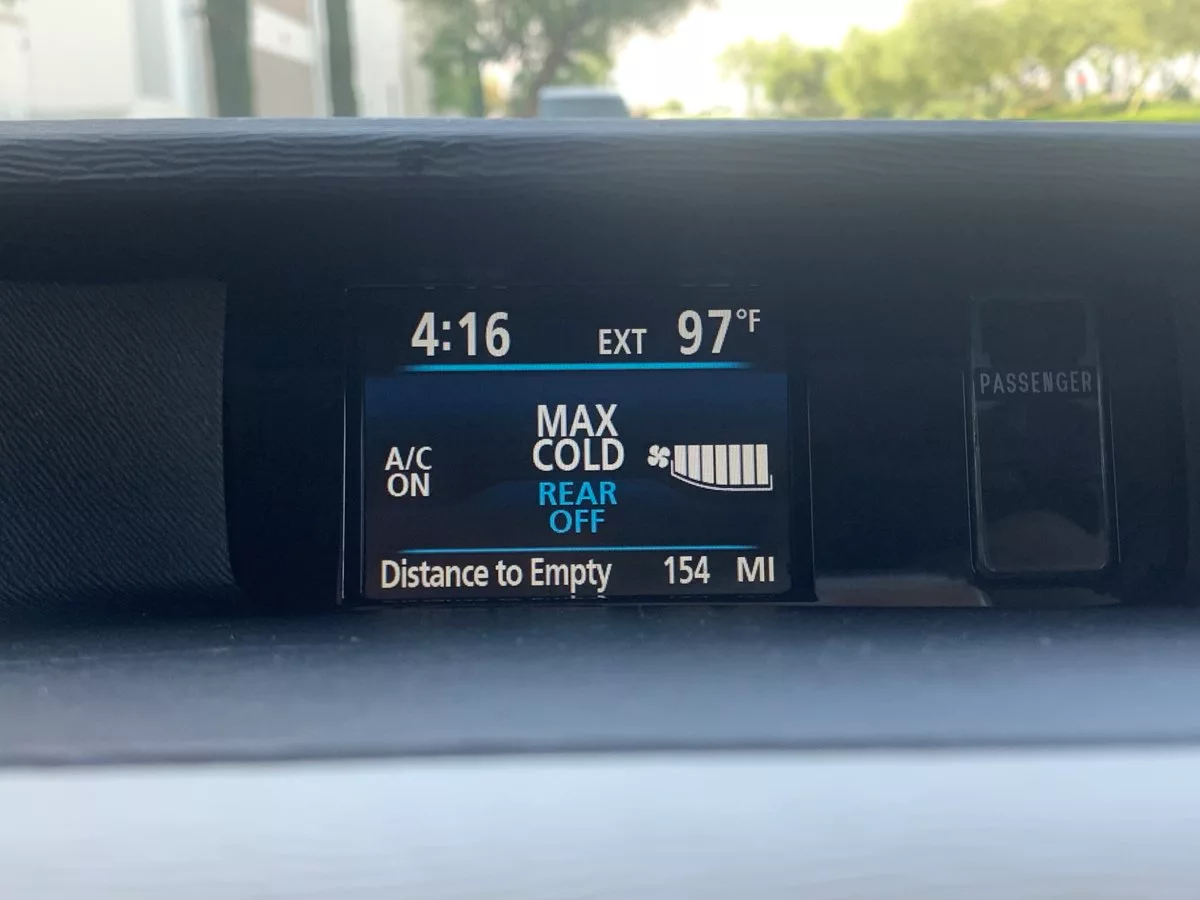 4:16 EXT 97°F
MAX
COLD
A/C
ON
REAR
OFF
PASSENGER
Distance to Empty 154 MI